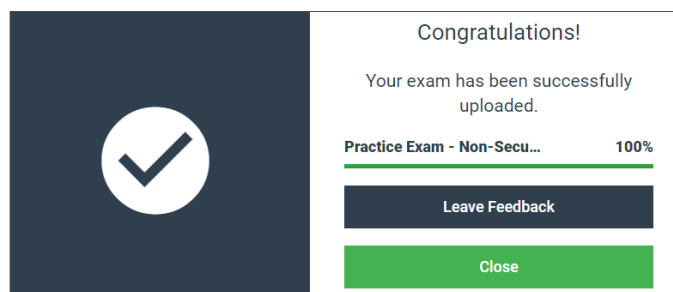 Congratulations!
Your exam has been successfully
uploaded.
Practice Exam - Non-Secu... 100%
Leave Feedback
Close